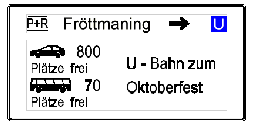 P+R Fröttmaning → U
800
Plätze frei
70
Plätze frei
U - Bahn zum
Oktoberfest